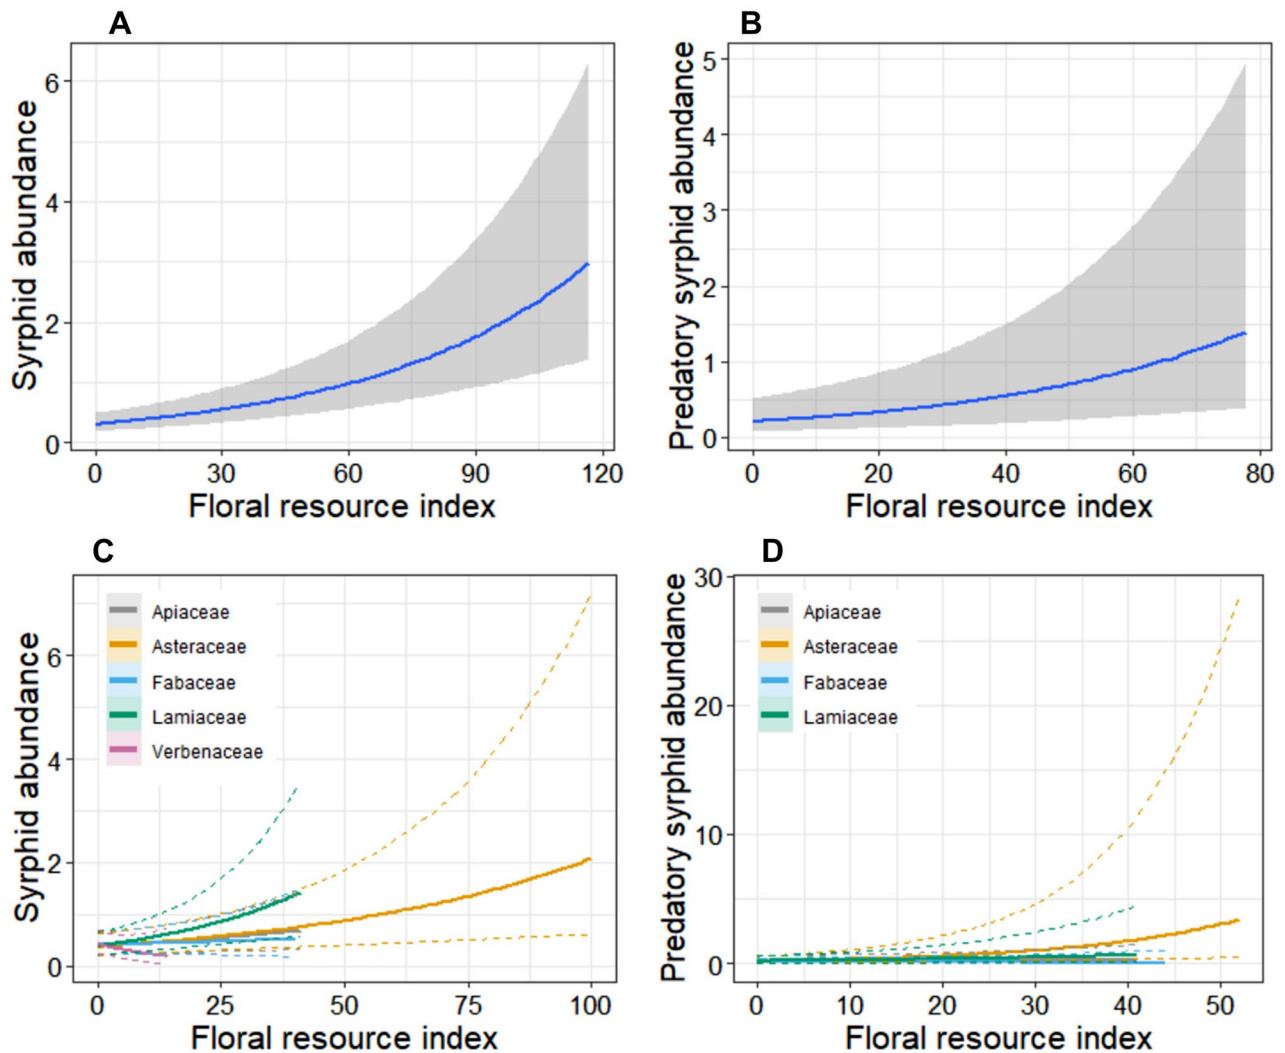 A
Syrphid abundance
6
4
2
0
0 30 60 90 120
Floral resource index
B
Predatory syrphid abundance
5
4
3
2
1
0
0 20 40 60 80
Floral resource index
C
Syrphid abundance
6
4
2
0
Apiaceae
Asteraceae
Fabaceae
Lamiaceae
Verbenaceae
0 25 50 75 100
Floral resource index
D
Predatory syrphid abundance
30
20
10
0
Apiaceae
Asteraceae
Fabaceae
Lamiaceae
0 10 20 30 40 50
Floral resource index